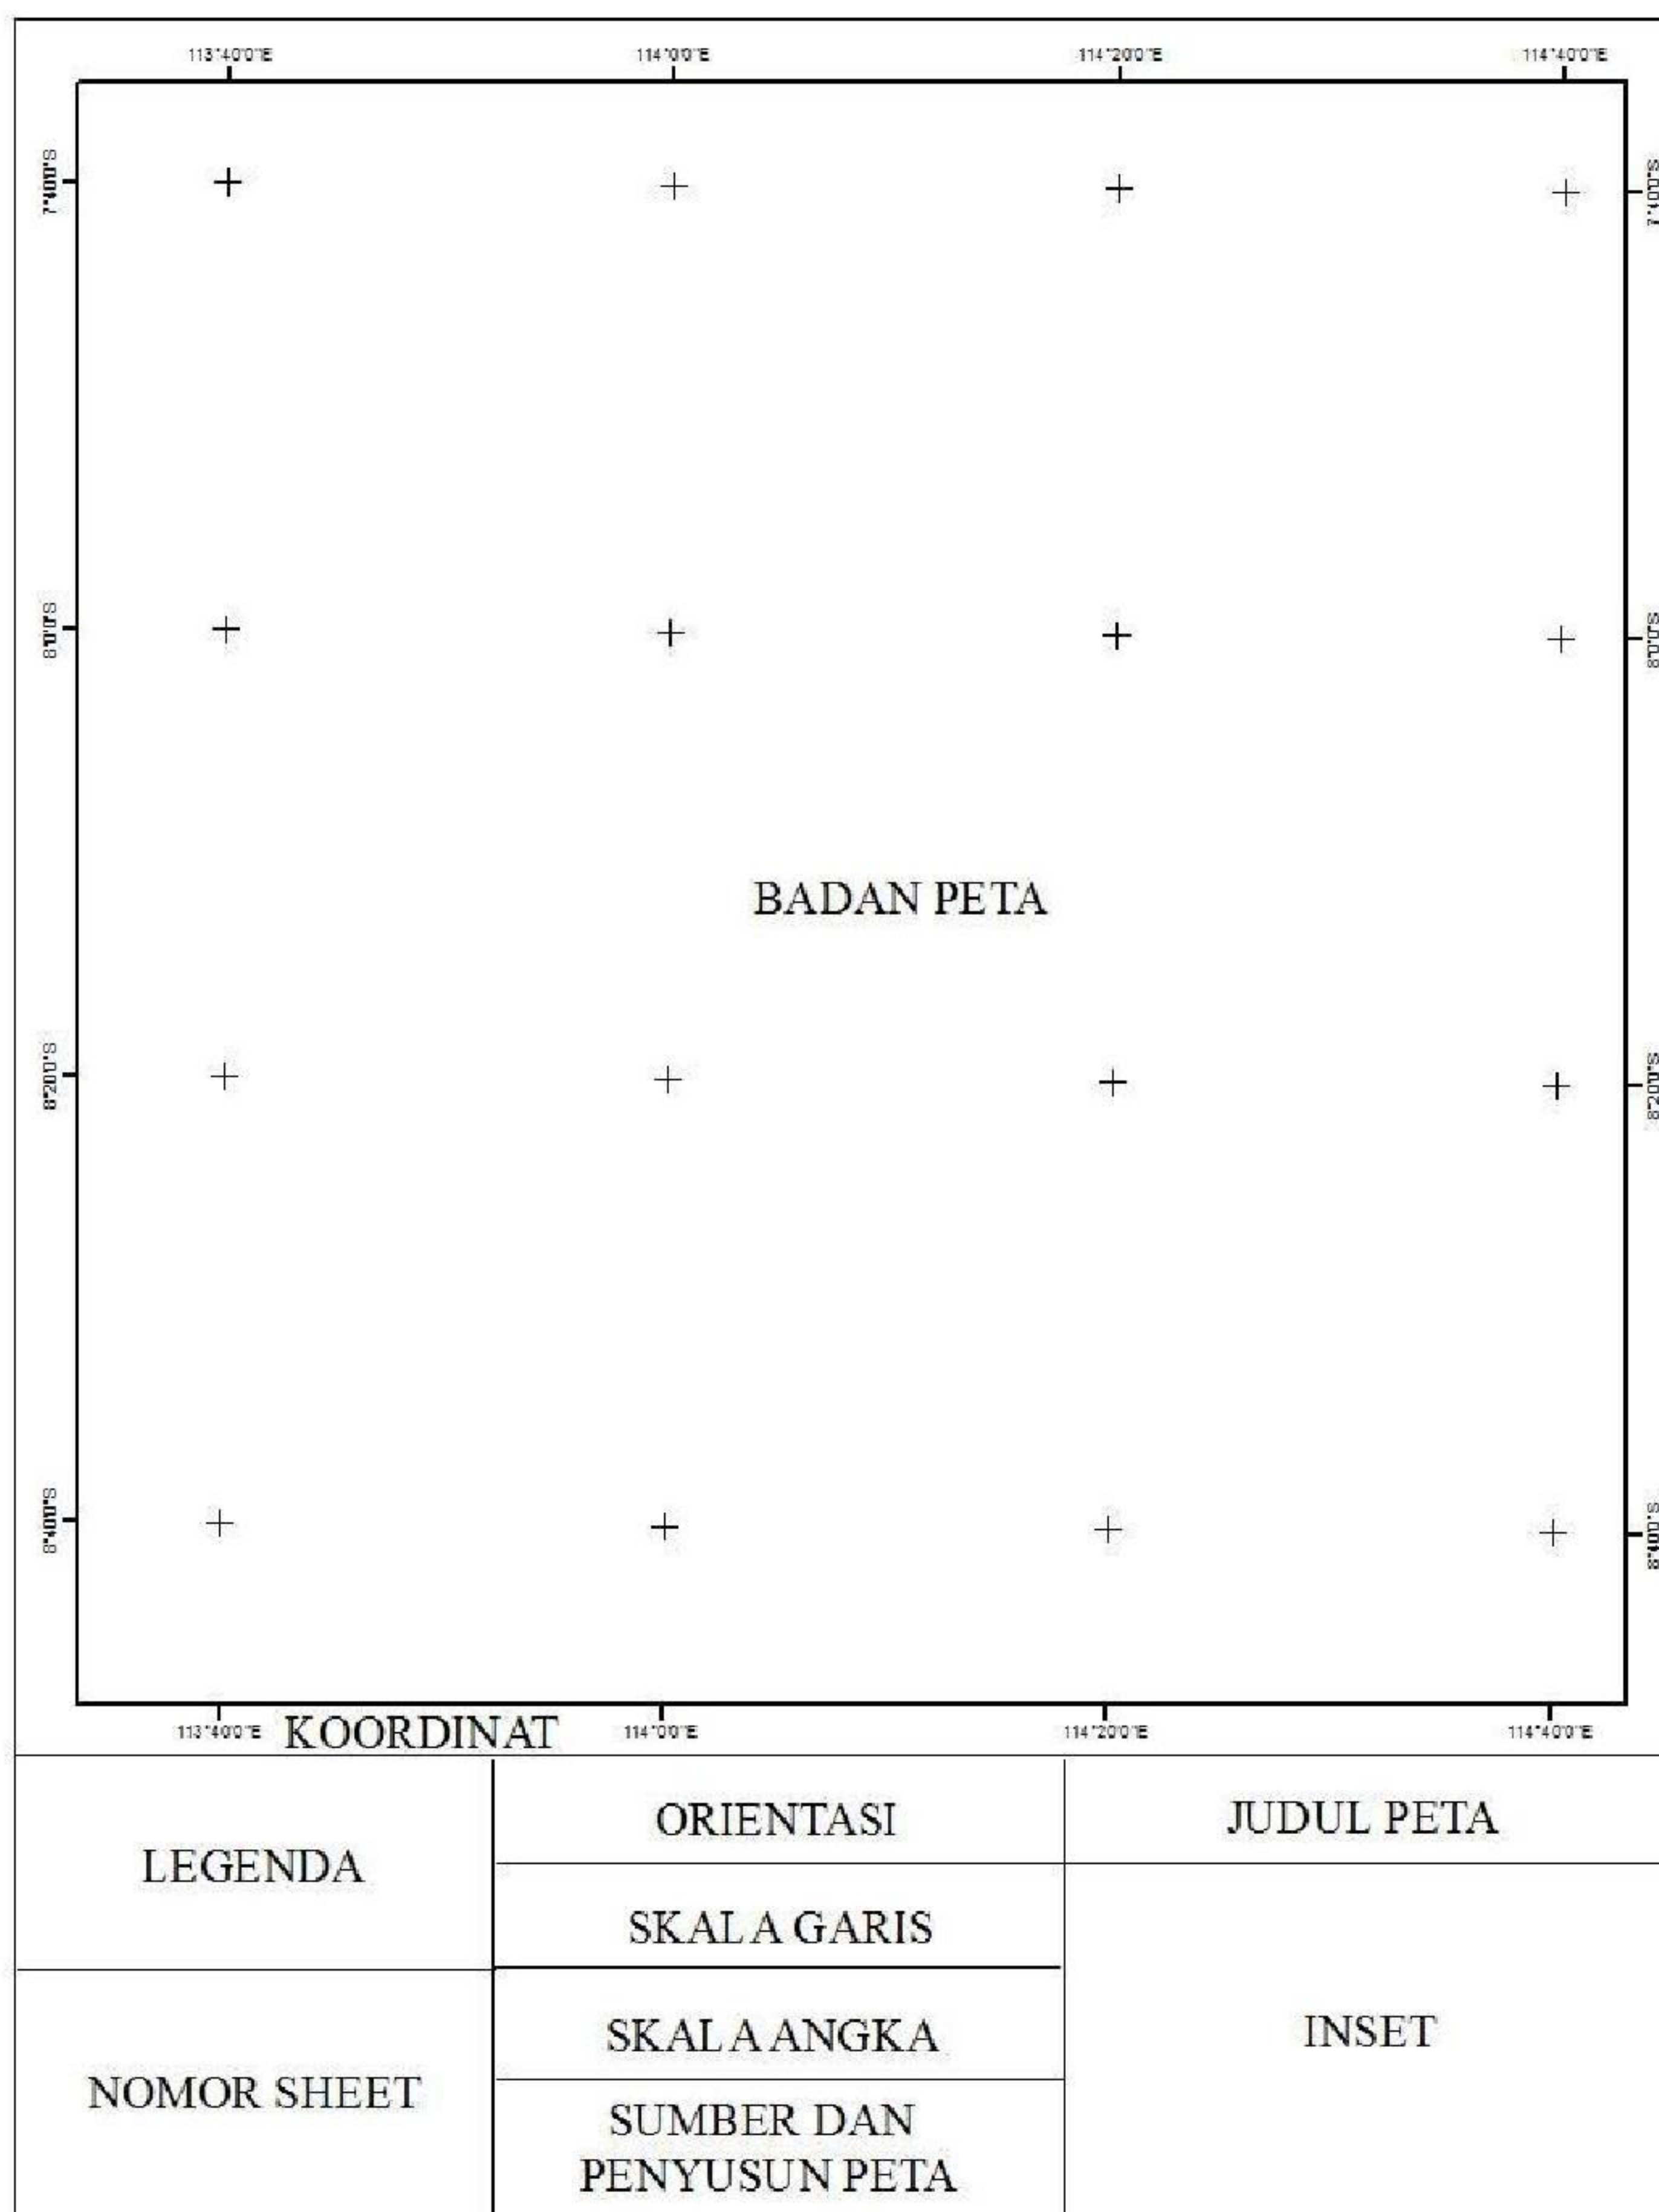 113°40'0"E 114°0'0"E 114°20'0"E 114°40'0"E
7°40'0"S 7°40'0"S
8°0'0"S 8°0'0"S
BADAN PETA
8°20'0"S 8°20'0"S
8°40'0"S 8°40'0"S
113°40'0"E KOORDINAT 114°0'0"E 114°20'0"E 114°40'0"E
LEGENDA
NOMOR SHEET
ORIENTASI
SKALA GARIS
SKALA ANGKA
SUMBER DAN
PENYUSUN PETA
JUDUL PETA
INSET